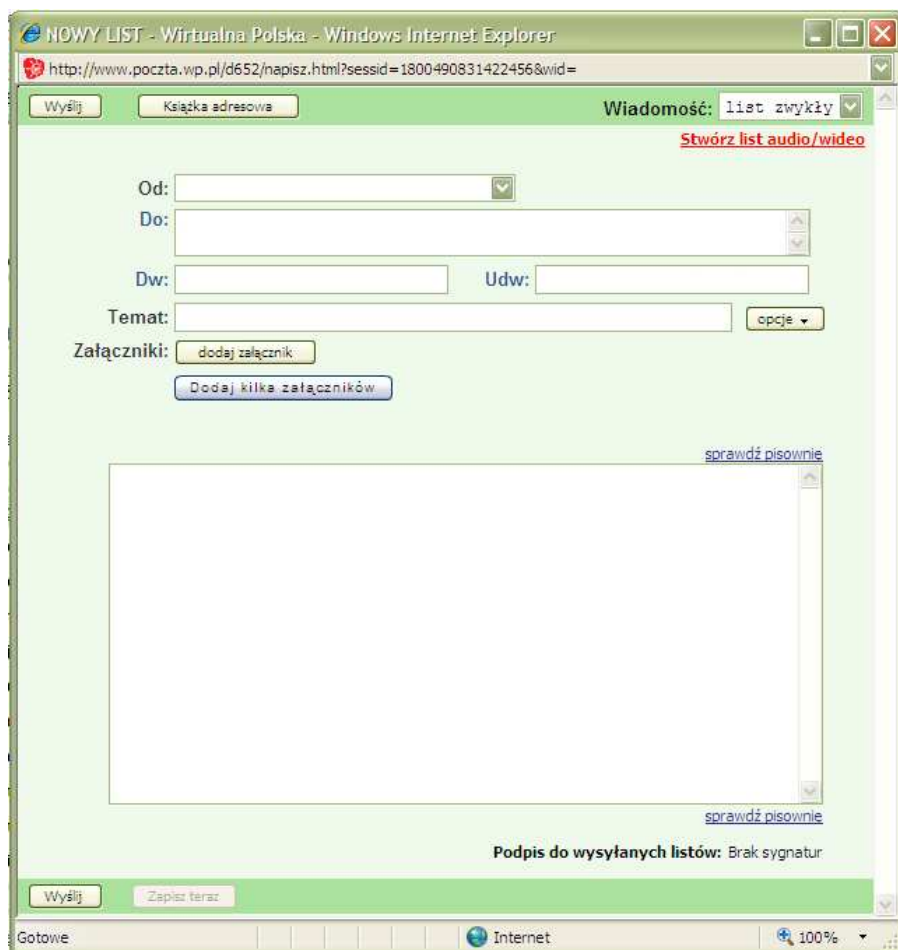 NOWY LIST - Wirtualna Polska - Windows Internet Explorer
http://www.poczta.wp.pl/d652/napisz.html?sessid=1800490831422456&wid=
Wyślij Książka adresowa Wiadomość: list zwykły
Stwórz list audio/wideo
Od:
Do:
Dw: Udw:
Temat: opcje
Załączniki: dodaj załącznik
Dodaj kilka załączników
sprawdź pisownie
sprawdź pisownie
Podpis do wysyłanych listów: Brak sygnatur
Wyślij Zapisz teraz
Gotowe Internet 100%